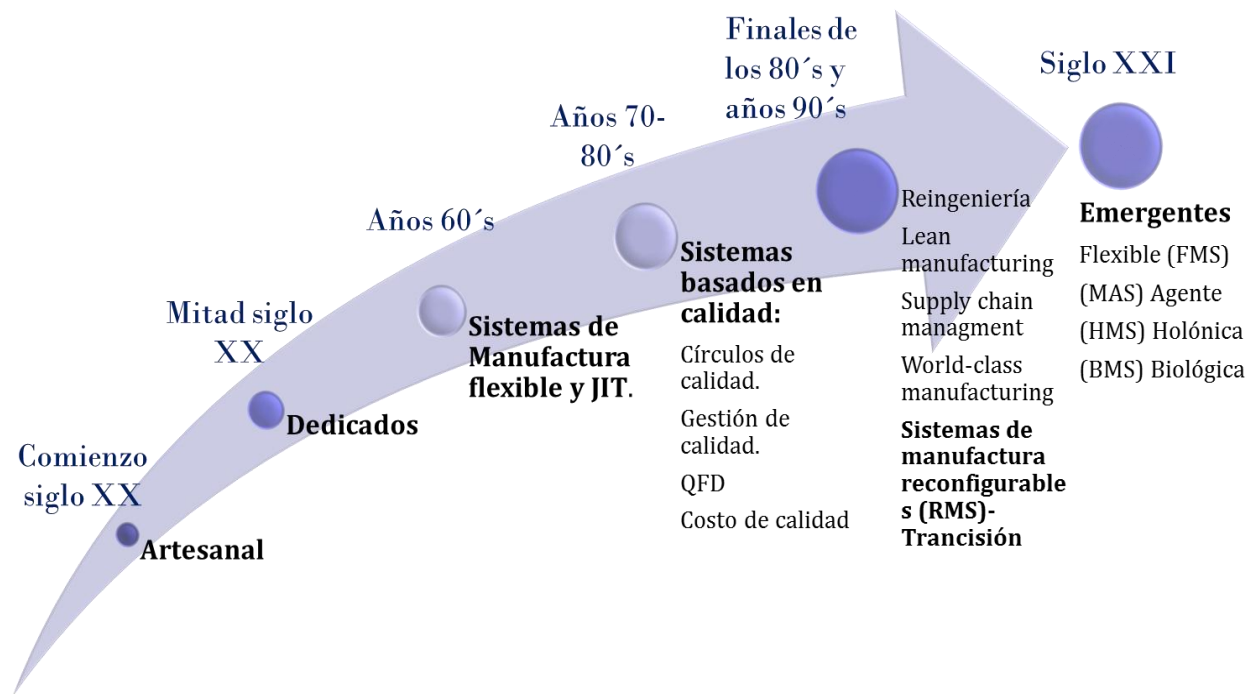 Comienzo
siglo XX
Artesanal
Mitad siglo
XX
Dedicados
Años 60´s
Sistemas de
Manufactura
flexible y JIT.
Años 70-
80´s
Sistemas
basados en
calidad:
Círculos de
calidad.
Gestión de
calidad.
QFD
Costo de calidad
Finales de
los 80´s y
años 90´s
Reingeniería
Lean
manufacturing
Supply chain
managment
World-class
manufacturing
Sistemas de
manufactura
reconfigurable
s (RMS)-
Trancisión
Siglo XXI
Emergentes
Flexible (FMS)
(MAS) Agente
(HMS) Holónica
(BMS) Biológica